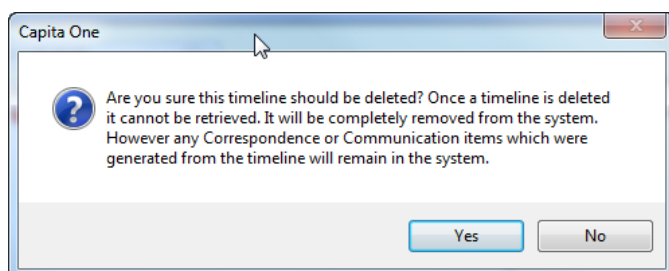 Capita One
Are you sure this timeline should be deleted? Once a timeline is deleted
it cannot be retrieved. It will be completely removed from the system.
However any Correspondence or Communication items which were
generated from the timeline will remain in the system.
Yes
No